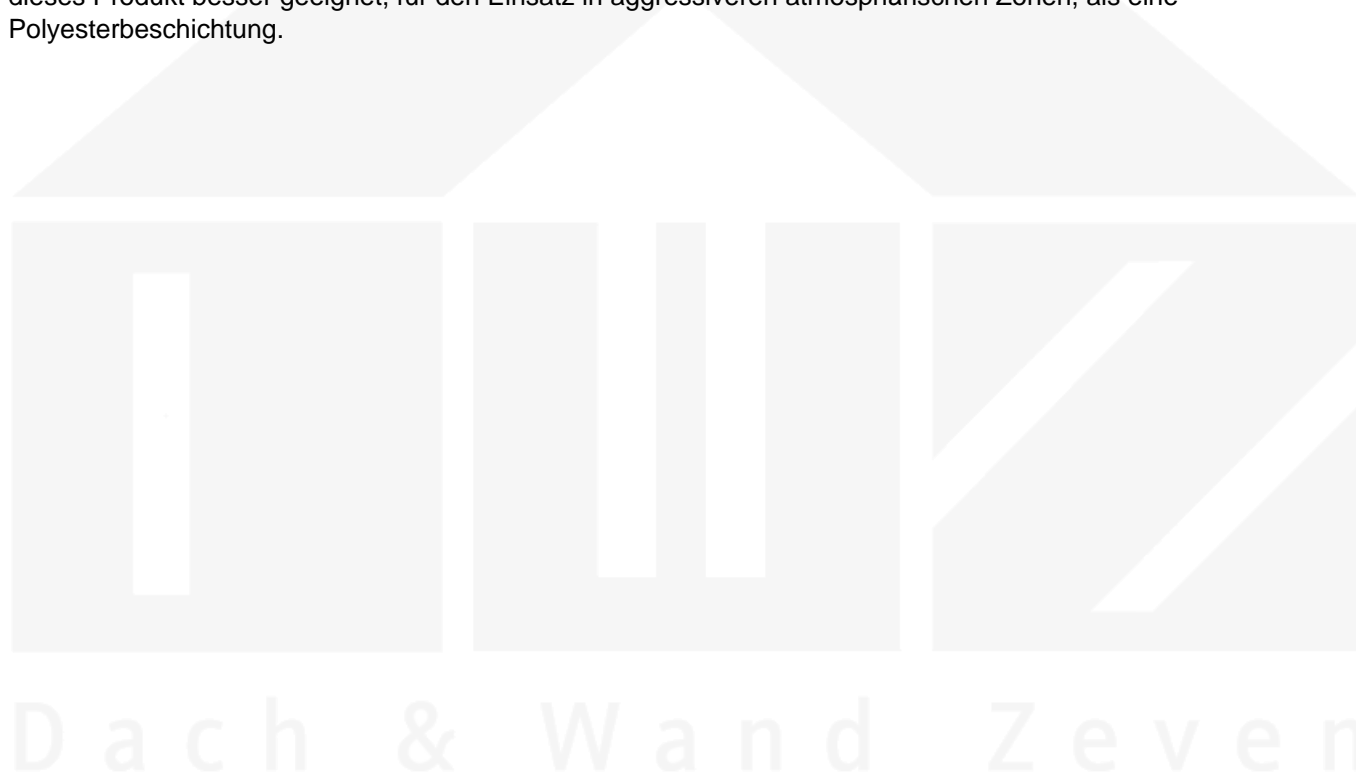 dieses Produkt besser geeignet, für den Einsatz in aggressiveren atmosphärischen Zonen, als eine
Polyesterbeschichtung.
Dach & Wand Zeven